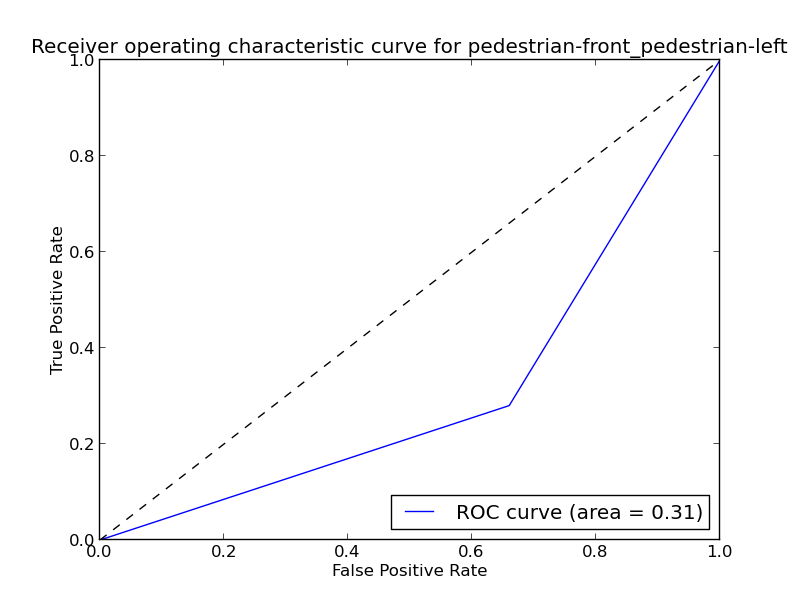 Receiver operating characteristic curve for pedestrian-front_pedestrian-left
1.0
0.8
0.6
0.4
0.2
0.0
True Positive Rate
ROC curve (area = 0.31)
0.0 0.2 0.4 0.6 0.8 1.0
False Positive Rate